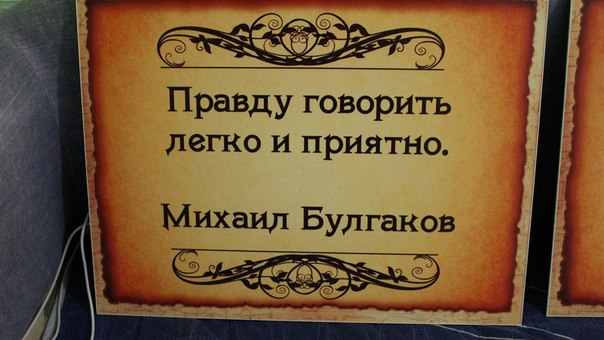 Правду говорить
легко и приятно.
Михаил Булгаков